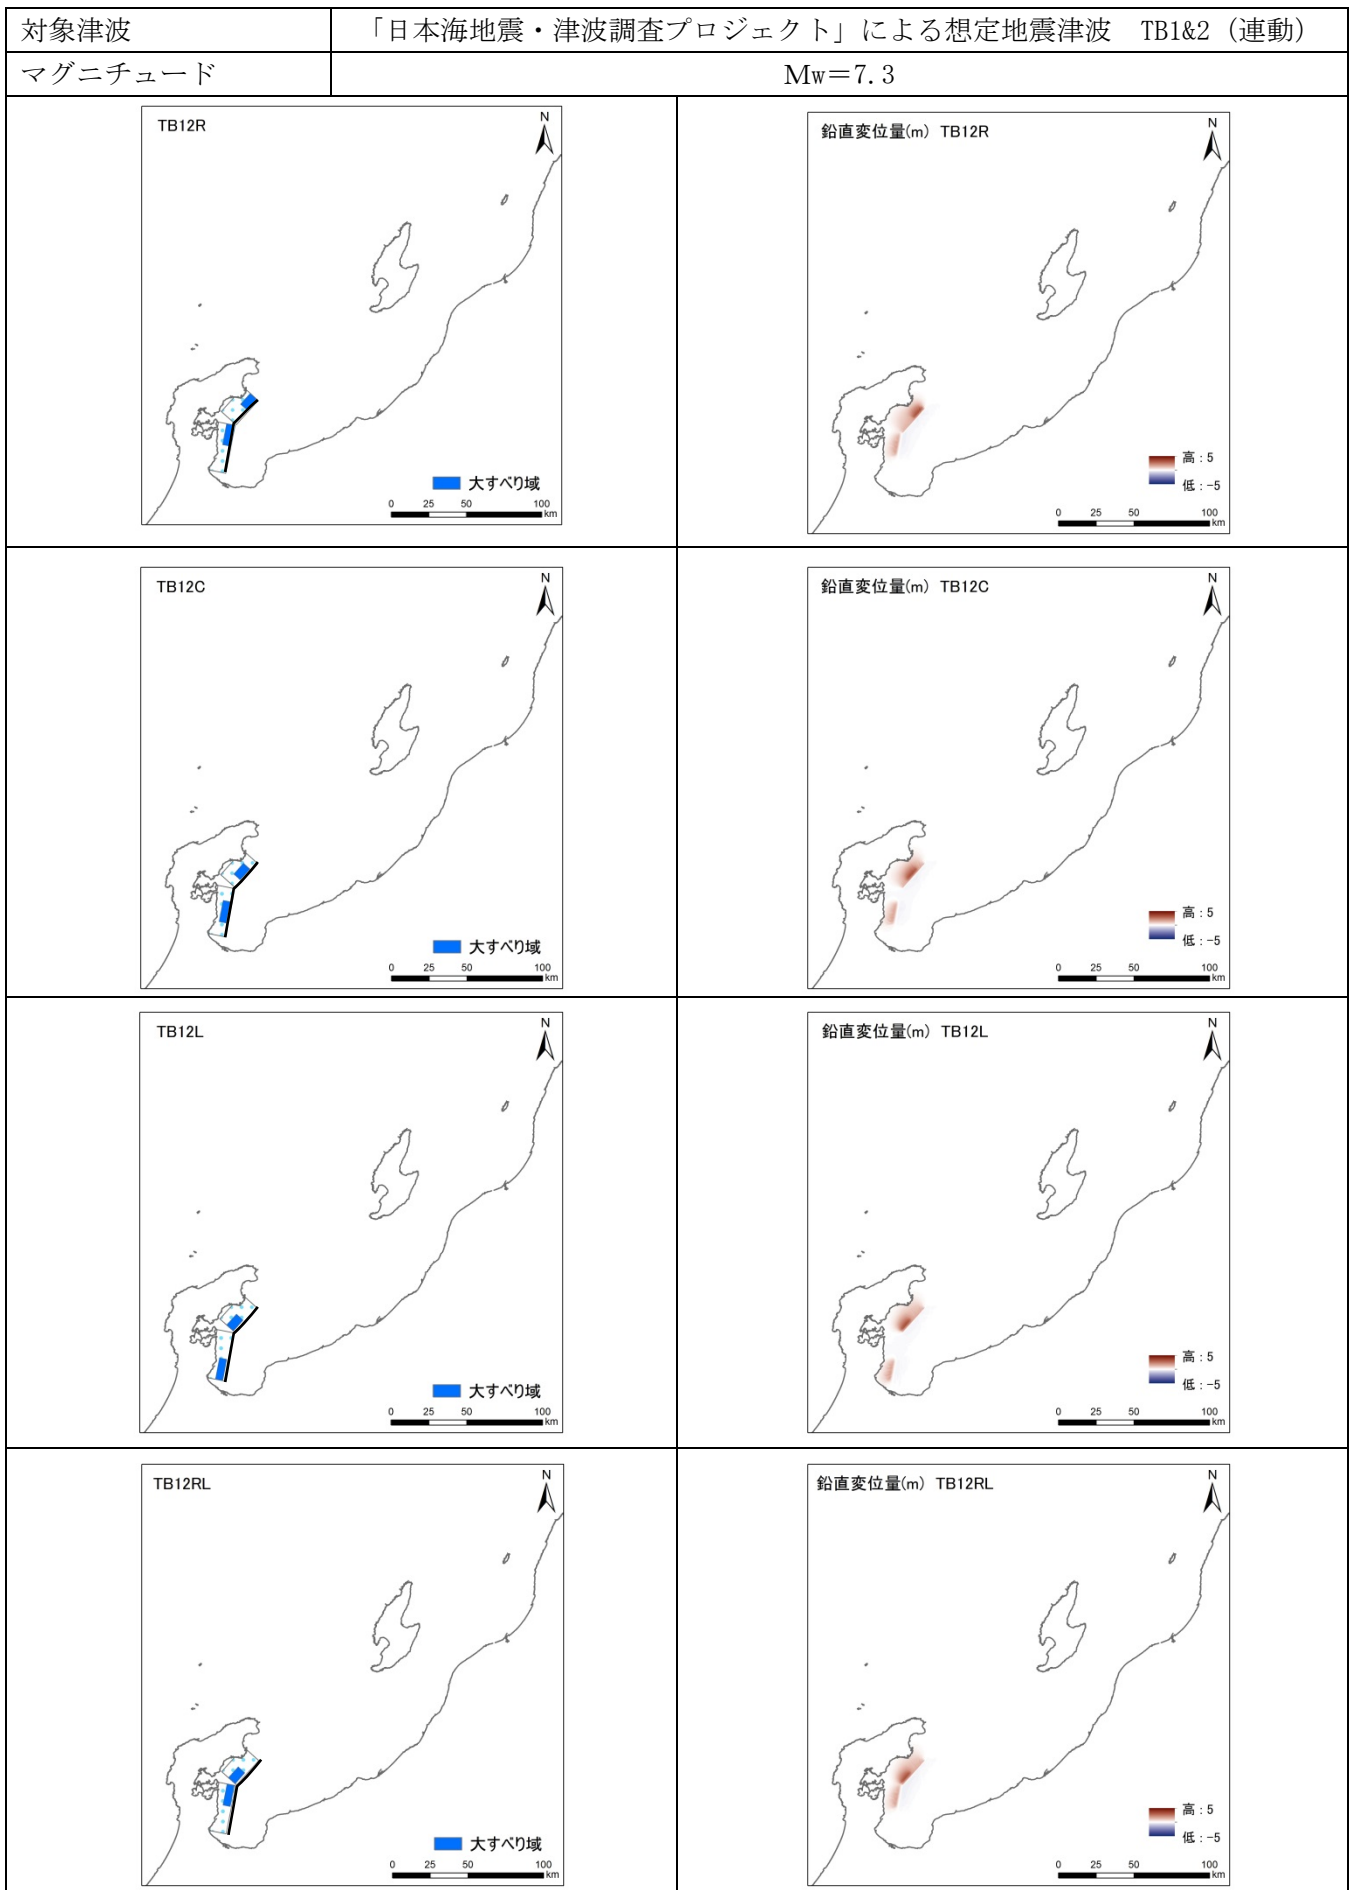 対象津波
「日本海地震・津波調査プロジェクト」による想定地震津波　TB1&2（連動）
マグニチュード
Mw＝7.3
TB12R
N
大すべり域
0 25 50 100
km
鉛直変位量(m) TB12R
N
高 : 5
低 : -5
0 25 50 100
km
TB12C
N
大すべり域
0 25 50 100
km
鉛直変位量(m) TB12C
N
高 : 5
低 : -5
0 25 50 100
km
TB12L
N
大すべり域
0 25 50 100
km
鉛直変位量(m) TB12L
N
高 : 5
低 : -5
0 25 50 100
km
TB12RL
N
大すべり域
0 25 50 100
km
鉛直変位量(m) TB12RL
N
高 : 5
低 : -5
0 25 50 100
km